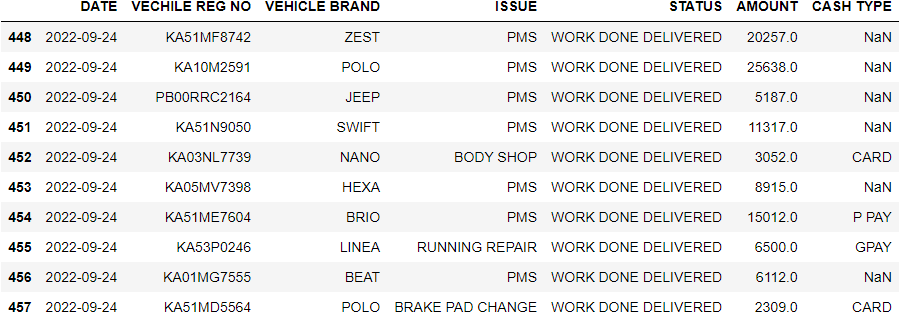 DATE VECHILE REG NO VEHICLE BRAND ISSUE STATUS AMOUNT CASH TYPE
448 2022-09-24 KA51MF8742 ZEST PMS WORK DONE DELIVERED 20257.0 NaN
449 2022-09-24 KA10M2591 POLO PMS WORK DONE DELIVERED 25638.0 NaN
450 2022-09-24 PB00RRC2164 JEEP PMS WORK DONE DELIVERED 5187.0 NaN
451 2022-09-24 KA51N9050 SWIFT PMS WORK DONE DELIVERED 11317.0 NaN
452 2022-09-24 KA03NL7739 NANO BODY SHOP WORK DONE DELIVERED 3052.0 CARD
453 2022-09-24 KA05MV7398 HEXA PMS WORK DONE DELIVERED 8915.0 NaN
454 2022-09-24 KA51ME7604 BRIO PMS WORK DONE DELIVERED 15012.0 P PAY
455 2022-09-24 KA53P0246 LINEA RUNNING REPAIR WORK DONE DELIVERED 6500.0 GPAY
456 2022-09-24 KA01MG7555 BEAT PMS WORK DONE DELIVERED 6112.0 NaN
457 2022-09-24 KA51MD5564 POLO BRAKE PAD CHANGE WORK DONE DELIVERED 2309.0 CARD